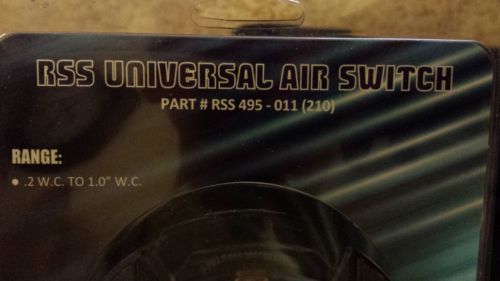 RSS UNIVERSAL AIR SWITCH
PART # RSS 495 - 011 (210)
RANGE:
• .2 W.C. TO 1.0" W.C.